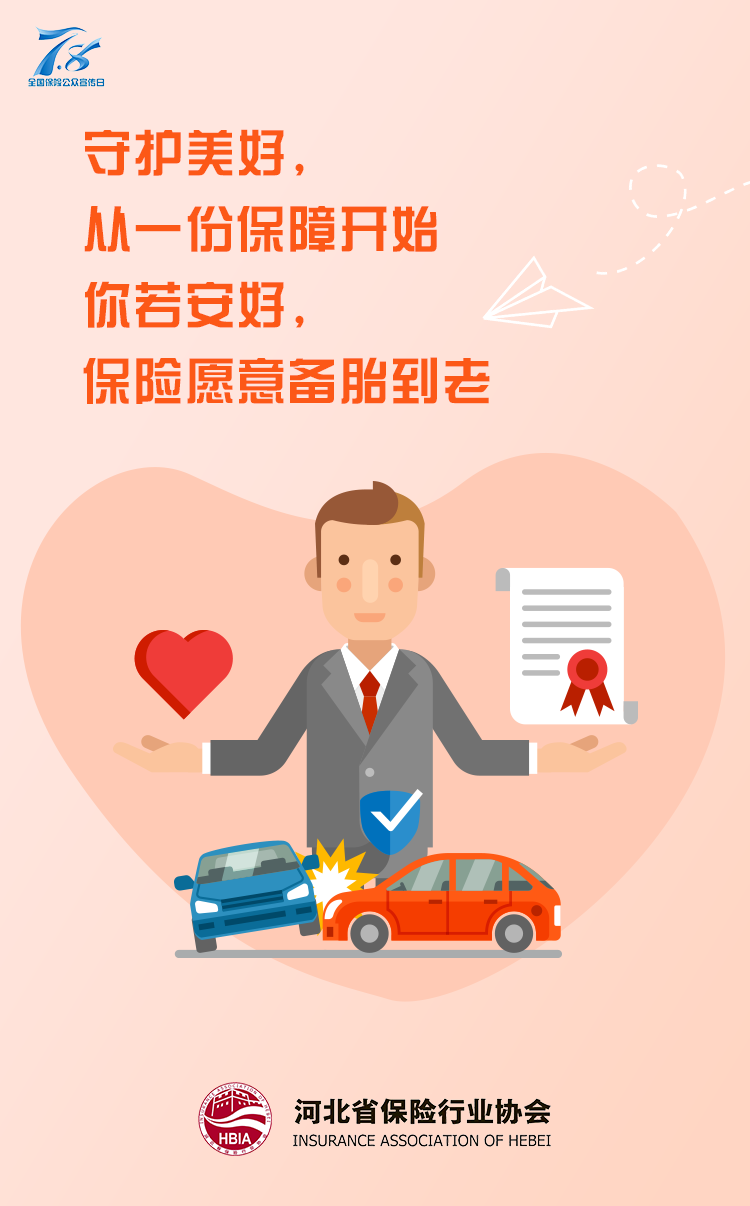 7.8
全国保险公众宣传日
守护美好，
从一份保障开始
你若安好，
保险愿意备胎到老
HBIA
河北省保险行业协会
INSURANCE ASSOCIATION OF HEBEI